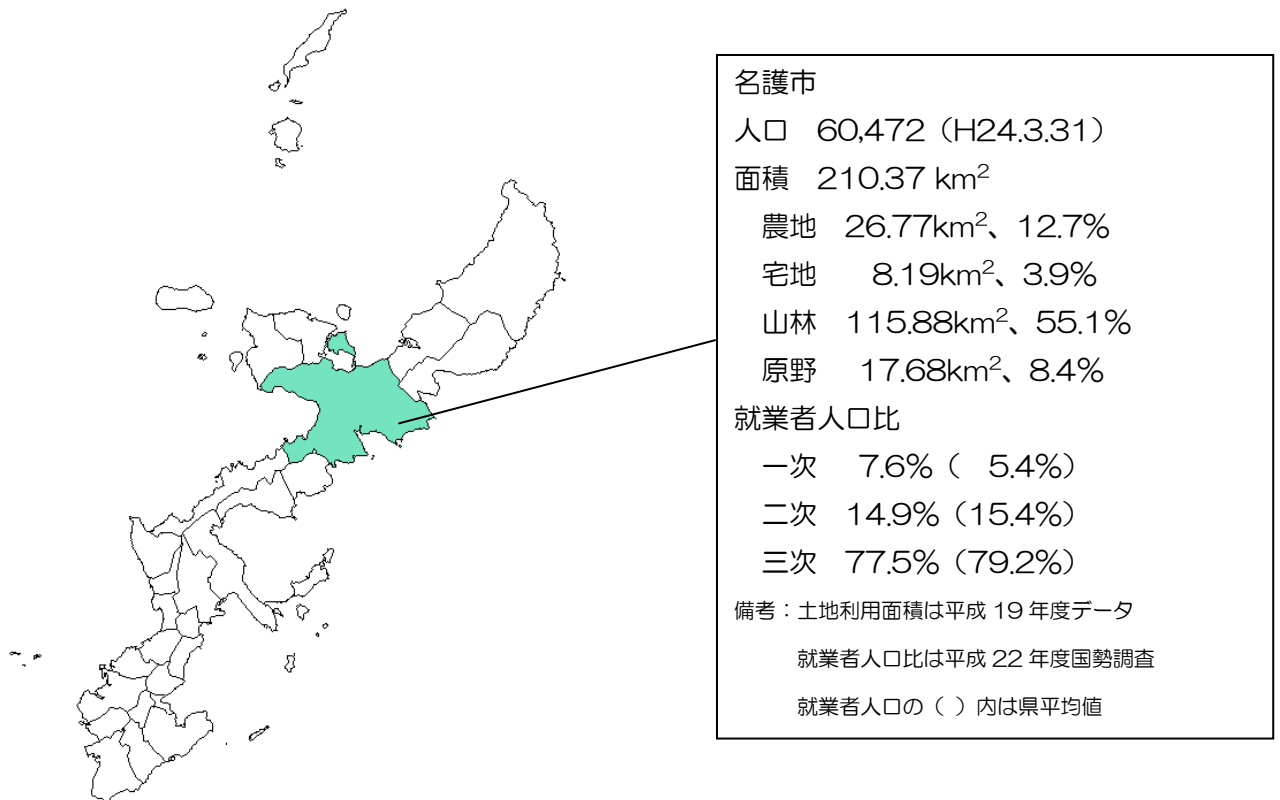 名護市
人口　60,472（H24.3.31）
面積　210.37 km²
農地　26.77km²、12.7%
宅地　8.19km²、3.9%
山林　115.88km²、55.1%
原野　17.68km²、8.4%
就業者人口比
一次　7.6%（　5.4%）
二次　14.9%（15.4%）
三次　77.5%（79.2%）
備考：土地利用面積は平成 19 年度データ
就業者人口比は平成 22 年度国勢調査
就業者人口の（ ）内は県平均値